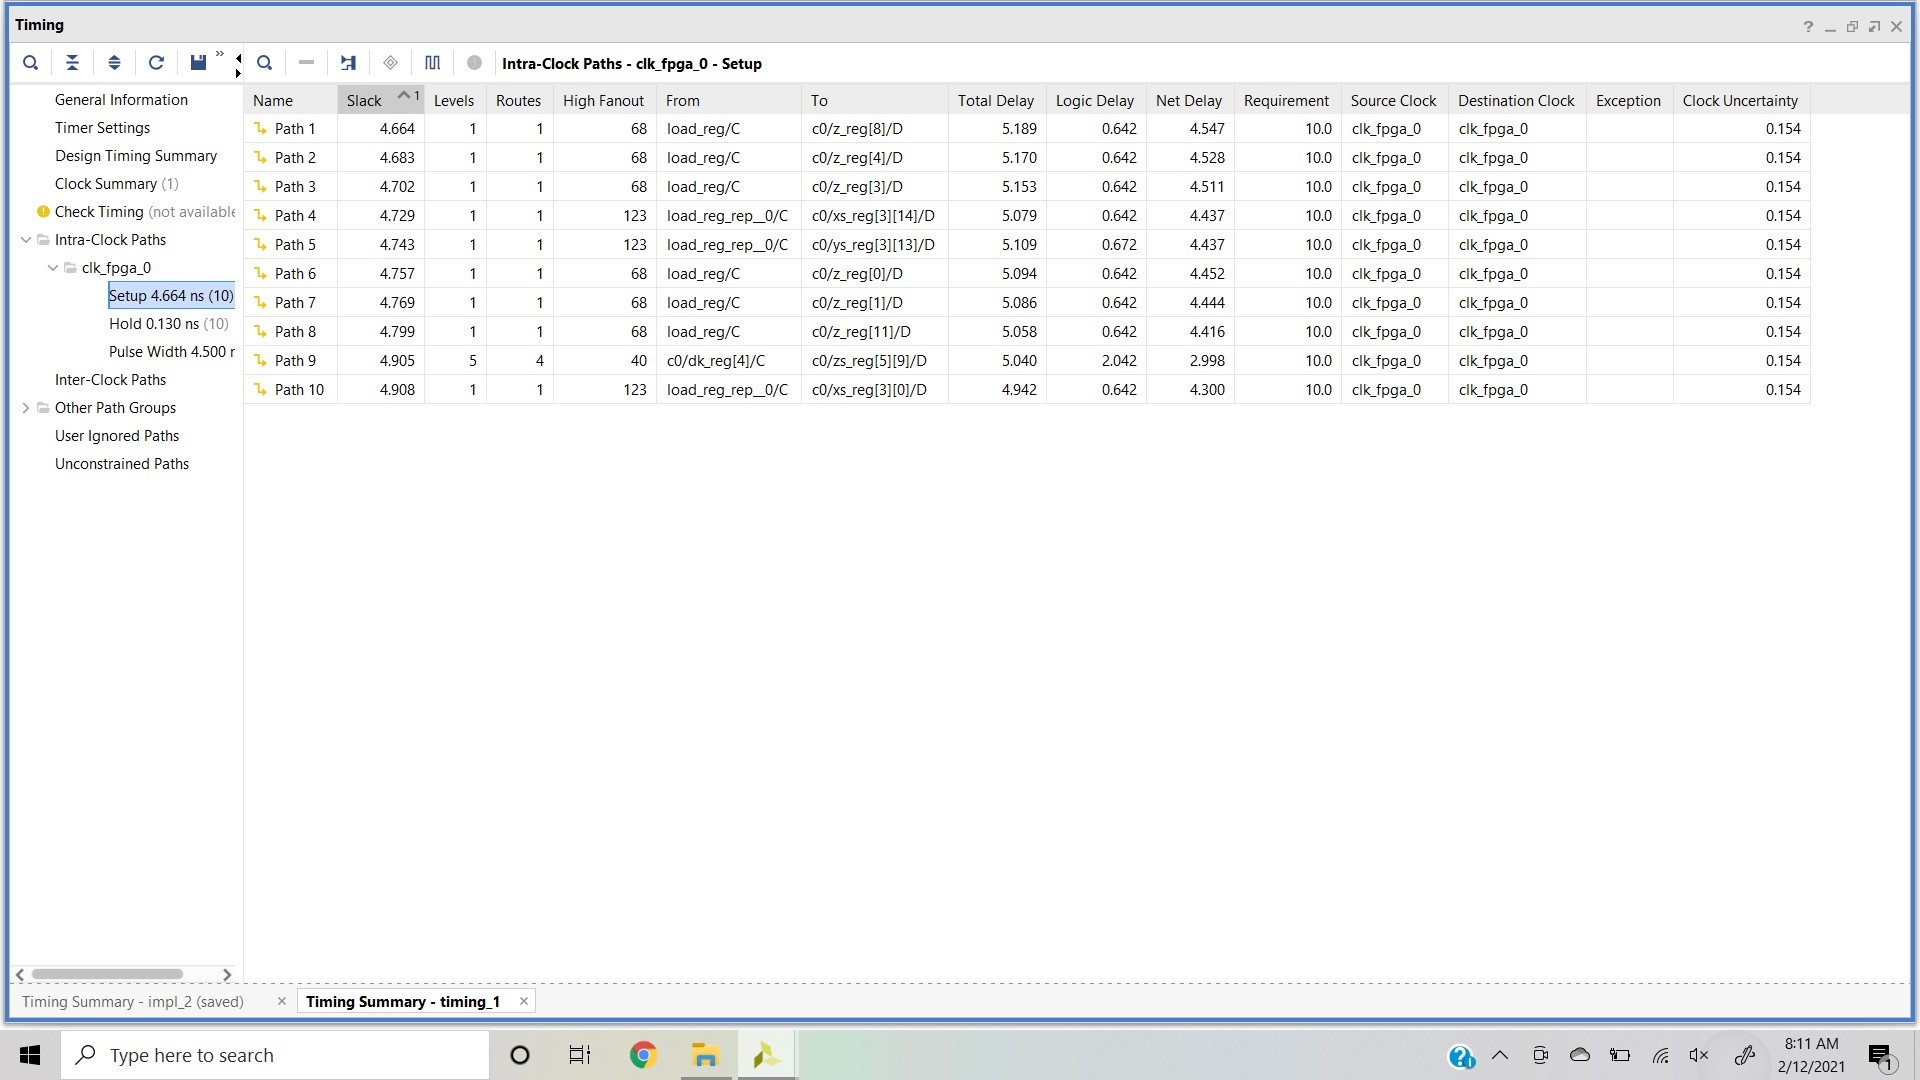 Timing
Intra-Clock Paths - clk_fpga_0 - Setup
General Information
Timer Settings
Design Timing Summary
Clock Summary (1)
Check Timing (not available
Intra-Clock Paths
clk_fpga_0
Setup 4.664 ns (10)
Hold 0.130 ns (10)
Pulse Width 4.500 n
Inter-Clock Paths
Other Path Groups
User Ignored Paths
Unconstrained Paths
Name Slack 1 Levels Routes High Fanout From To Total Delay Logic Delay Net Delay Requirement Source Clock Destination Clock Exception Clock Uncertainty
Path 1 4.664 1 1 68 load_reg/C c0/z_reg[8]/D 5.189 0.642 4.547 10.0 clk_fpga_0 clk_fpga_0 0.154
Path 2 4.683 1 1 68 load_reg/C c0/z_reg[4]/D 5.170 0.642 4.528 10.0 clk_fpga_0 clk_fpga_0 0.154
Path 3 4.702 1 1 68 load_reg/C c0/z_reg[3]/D 5.153 0.642 4.511 10.0 clk_fpga_0 clk_fpga_0 0.154
Path 4 4.729 1 1 123 load_reg_rep__0/C c0/xs_reg[3][14]/D 5.079 0.642 4.437 10.0 clk_fpga_0 clk_fpga_0 0.154
Path 5 4.743 1 1 123 load_reg_rep__0/C c0/ys_reg[3][13]/D 5.109 0.672 4.437 10.0 clk_fpga_0 clk_fpga_0 0.154
Path 6 4.757 1 1 68 load_reg/C c0/z_reg[0]/D 5.094 0.642 4.452 10.0 clk_fpga_0 clk_fpga_0 0.154
Path 7 4.769 1 1 68 load_reg/C c0/z_reg[1]/D 5.086 0.642 4.444 10.0 clk_fpga_0 clk_fpga_0 0.154
Path 8 4.799 1 1 68 load_reg/C c0/z_reg[11]/D 5.058 0.642 4.416 10.0 clk_fpga_0 clk_fpga_0 0.154
Path 9 4.905 5 4 40 c0/dk_reg[4]/C c0/zs_reg[5][9]/D 5.040 2.042 2.998 10.0 clk_fpga_0 clk_fpga_0 0.154
Path 10 4.908 1 1 123 load_reg_rep__0/C c0/xs_reg[3][0]/D 4.942 0.642 4.300 10.0 clk_fpga_0 clk_fpga_0 0.154
Timing Summary - impl_2 (saved)
Timing Summary - timing_1
Type here to search
8:11 AM
2/12/2021
1